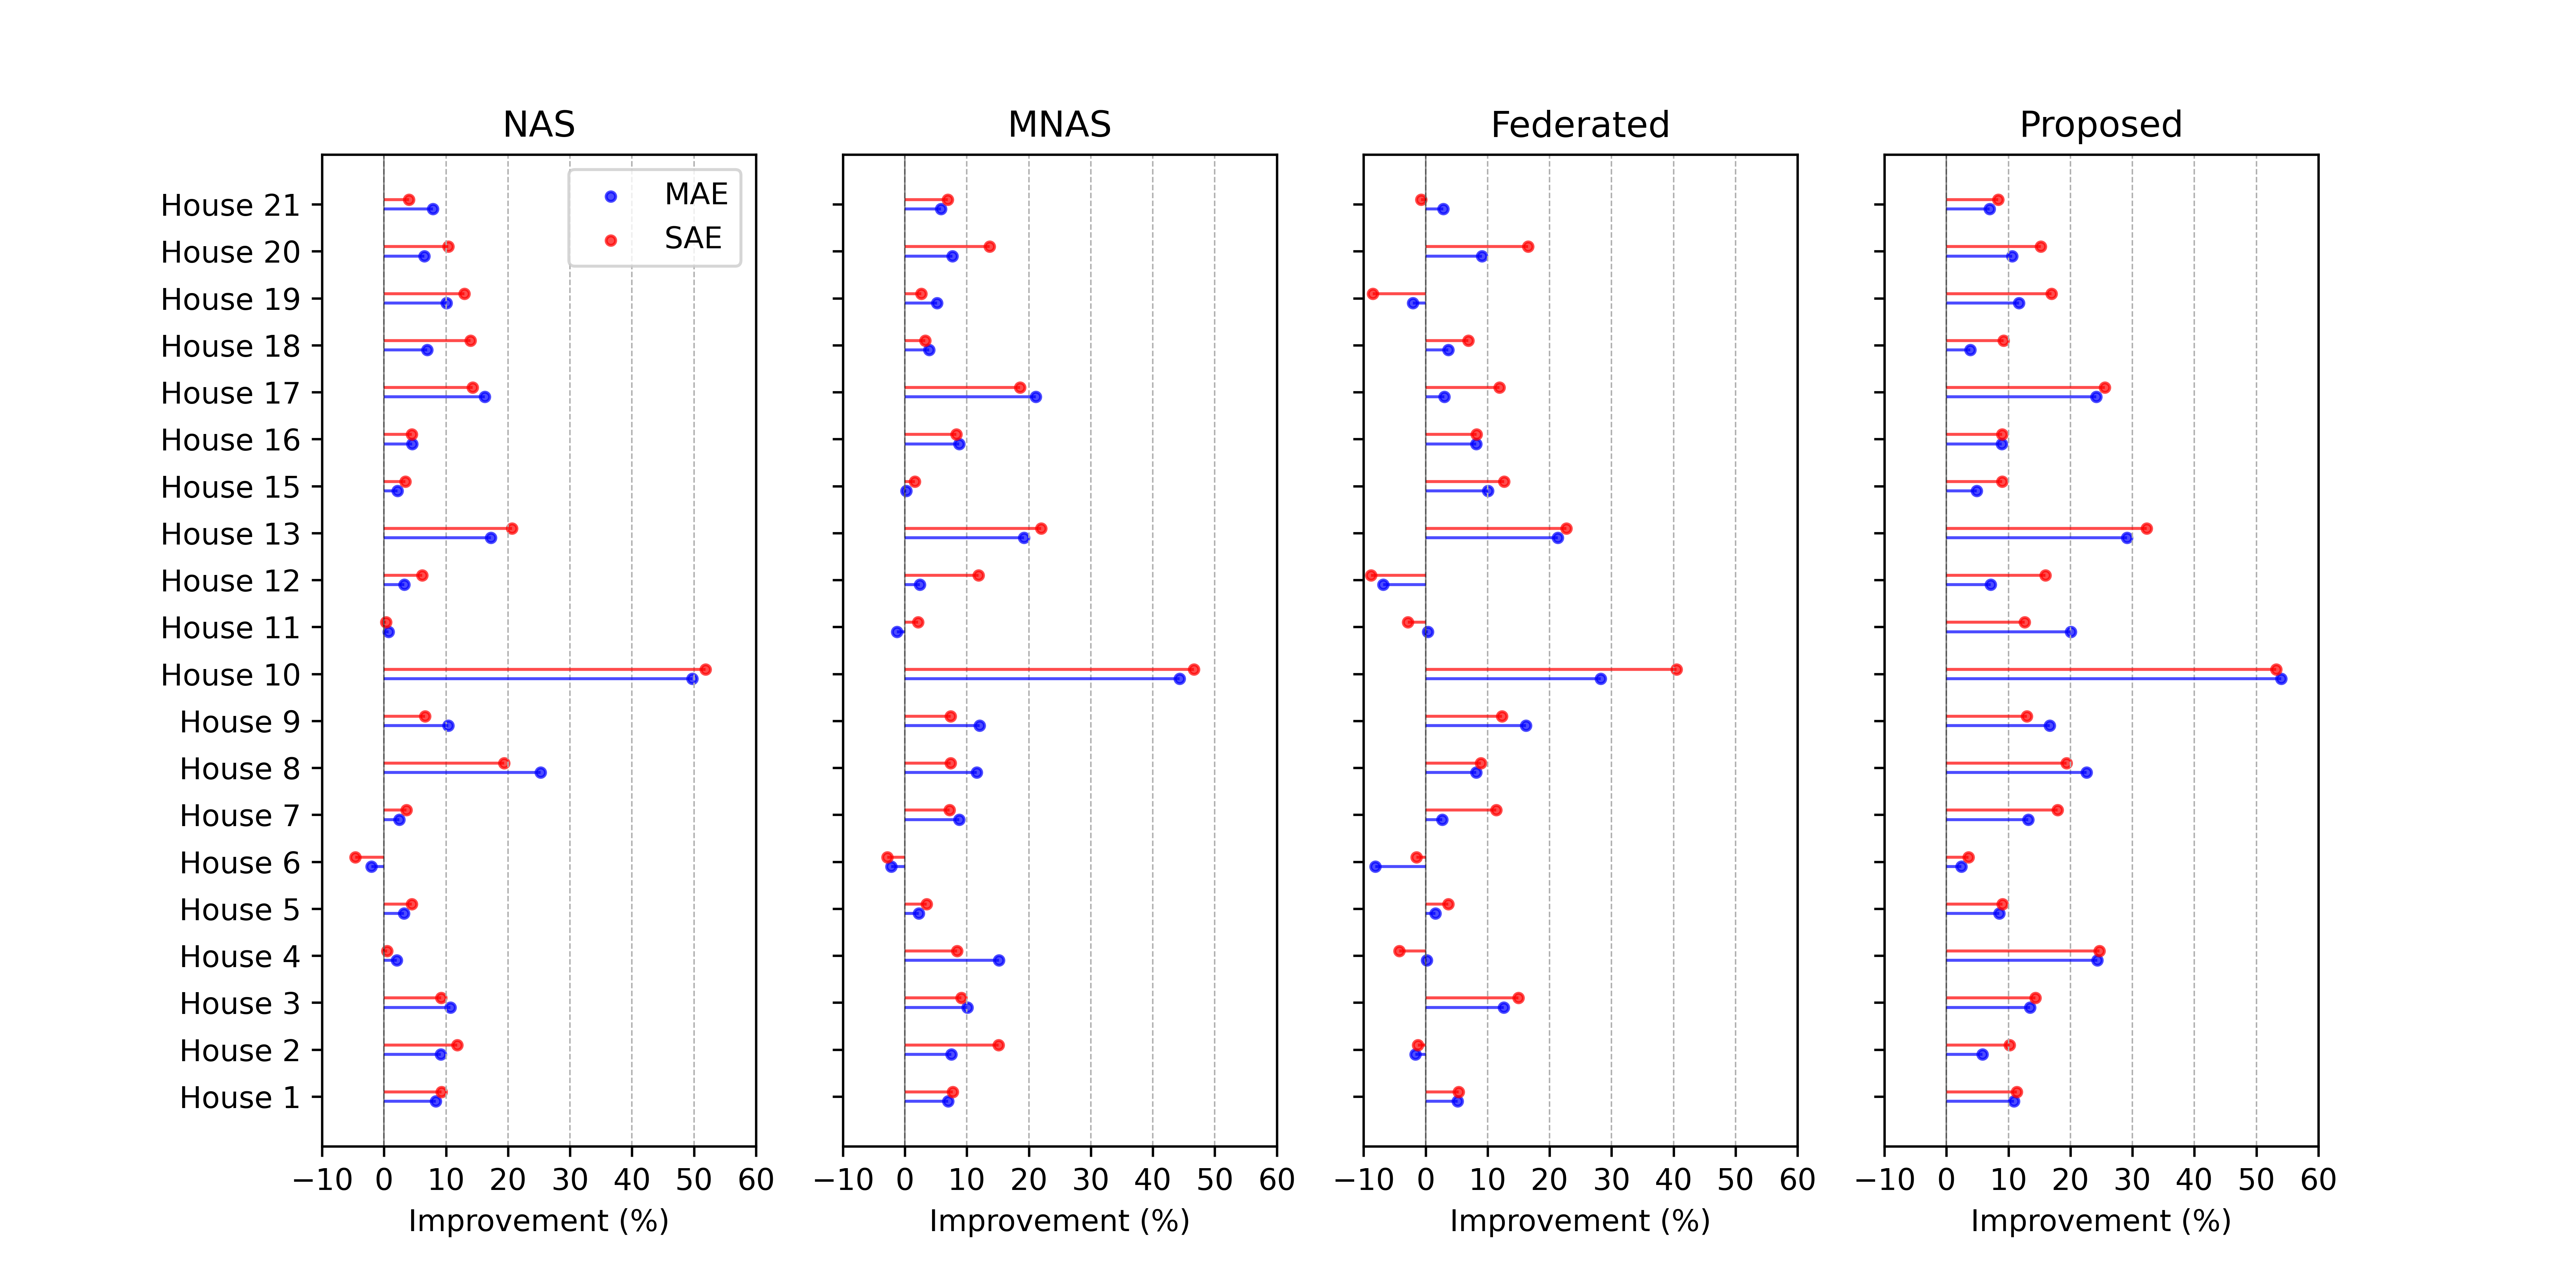 NAS
MNAS
Federated
Proposed
MAE
SAE
House 21
House 20
House 19
House 18
House 17
House 16
House 15
House 13
House 12
House 11
House 10
House 9
House 8
House 7
House 6
House 5
House 4
House 3
House 2
House 1
−10 0 10 20 30 40 50 60
−10 0 10 20 30 40 50 60
−10 0 10 20 30 40 50 60
−10 0 10 20 30 40 50 60
Improvement (%)
Improvement (%)
Improvement (%)
Improvement (%)